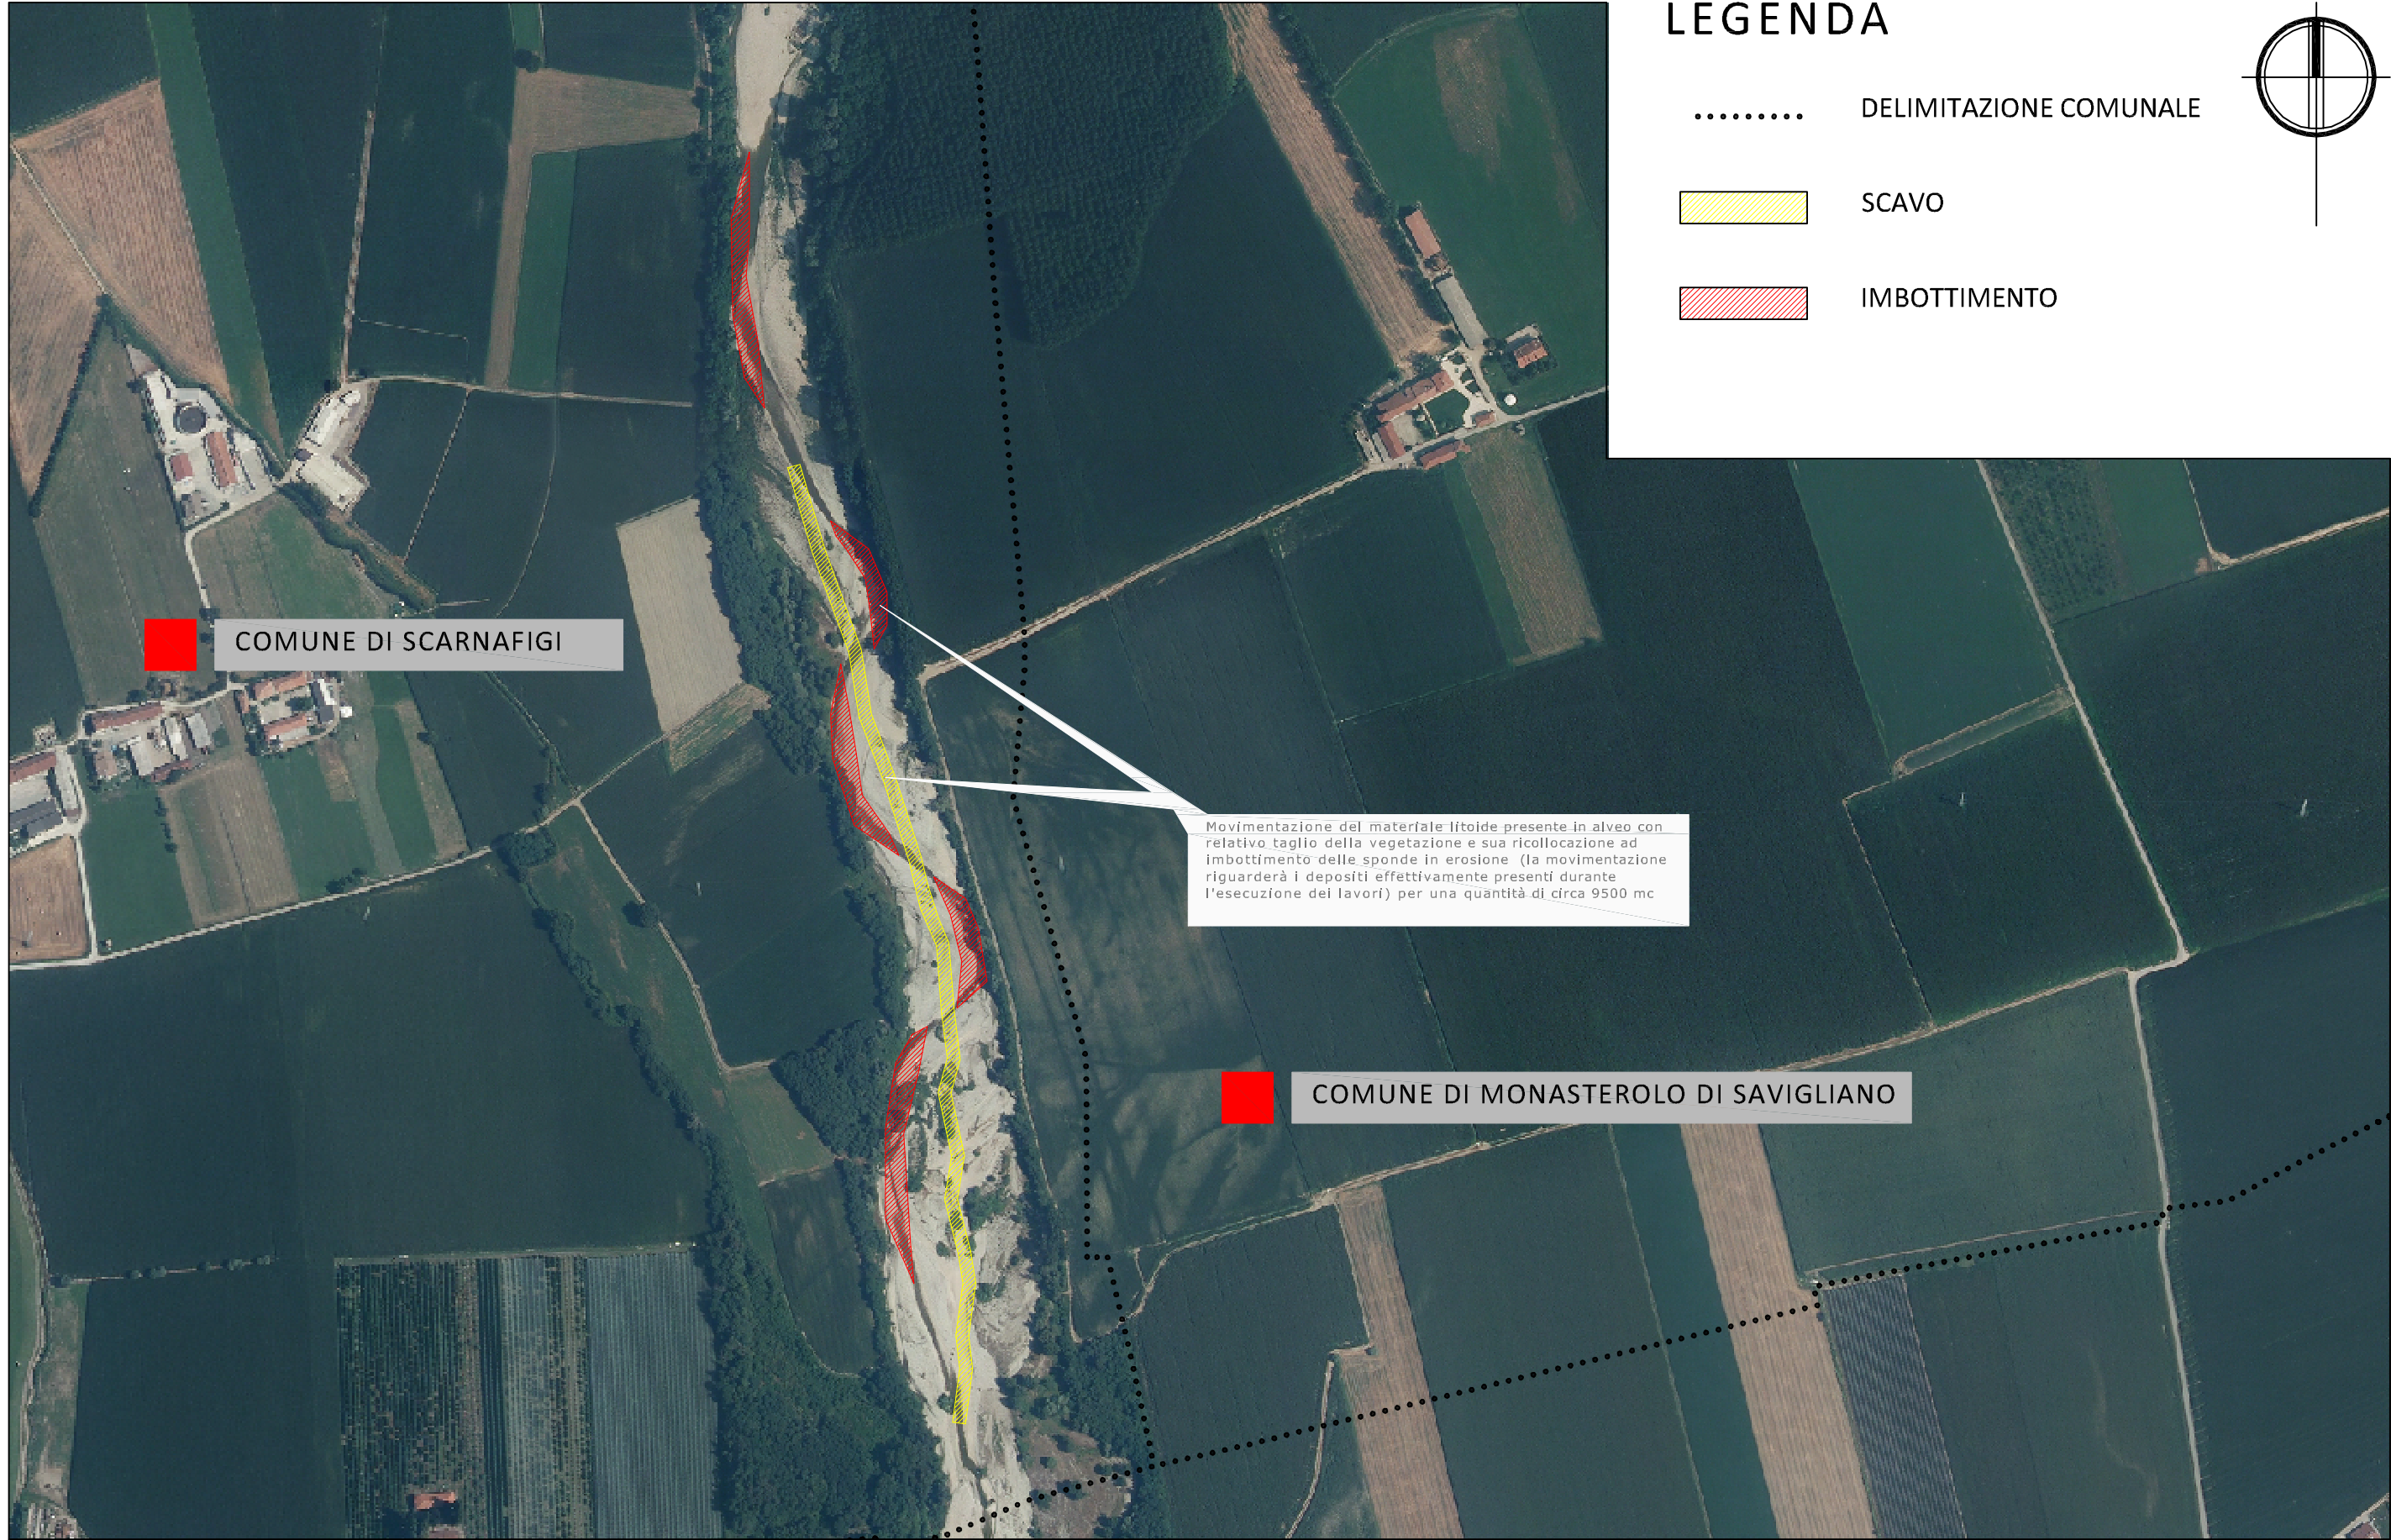 LEGENDA
DELIMITAZIONE COMUNALE
SCAVO
IMBOTTIMENTO
COMUNE DI SCARNAFIGI
Movimentazione del materiale litoide presente in alveo con
relativo taglio della vegetazione e sua ricollocazione ad
imbottimento delle sponde in erosione (la movimentazione
riguarderà i depositi effettivamente presenti durante
l'esecuzione dei lavori) per una quantità di circa 9500 mc
COMUNE DI MONASTEROLO DI SAVIGLIANO